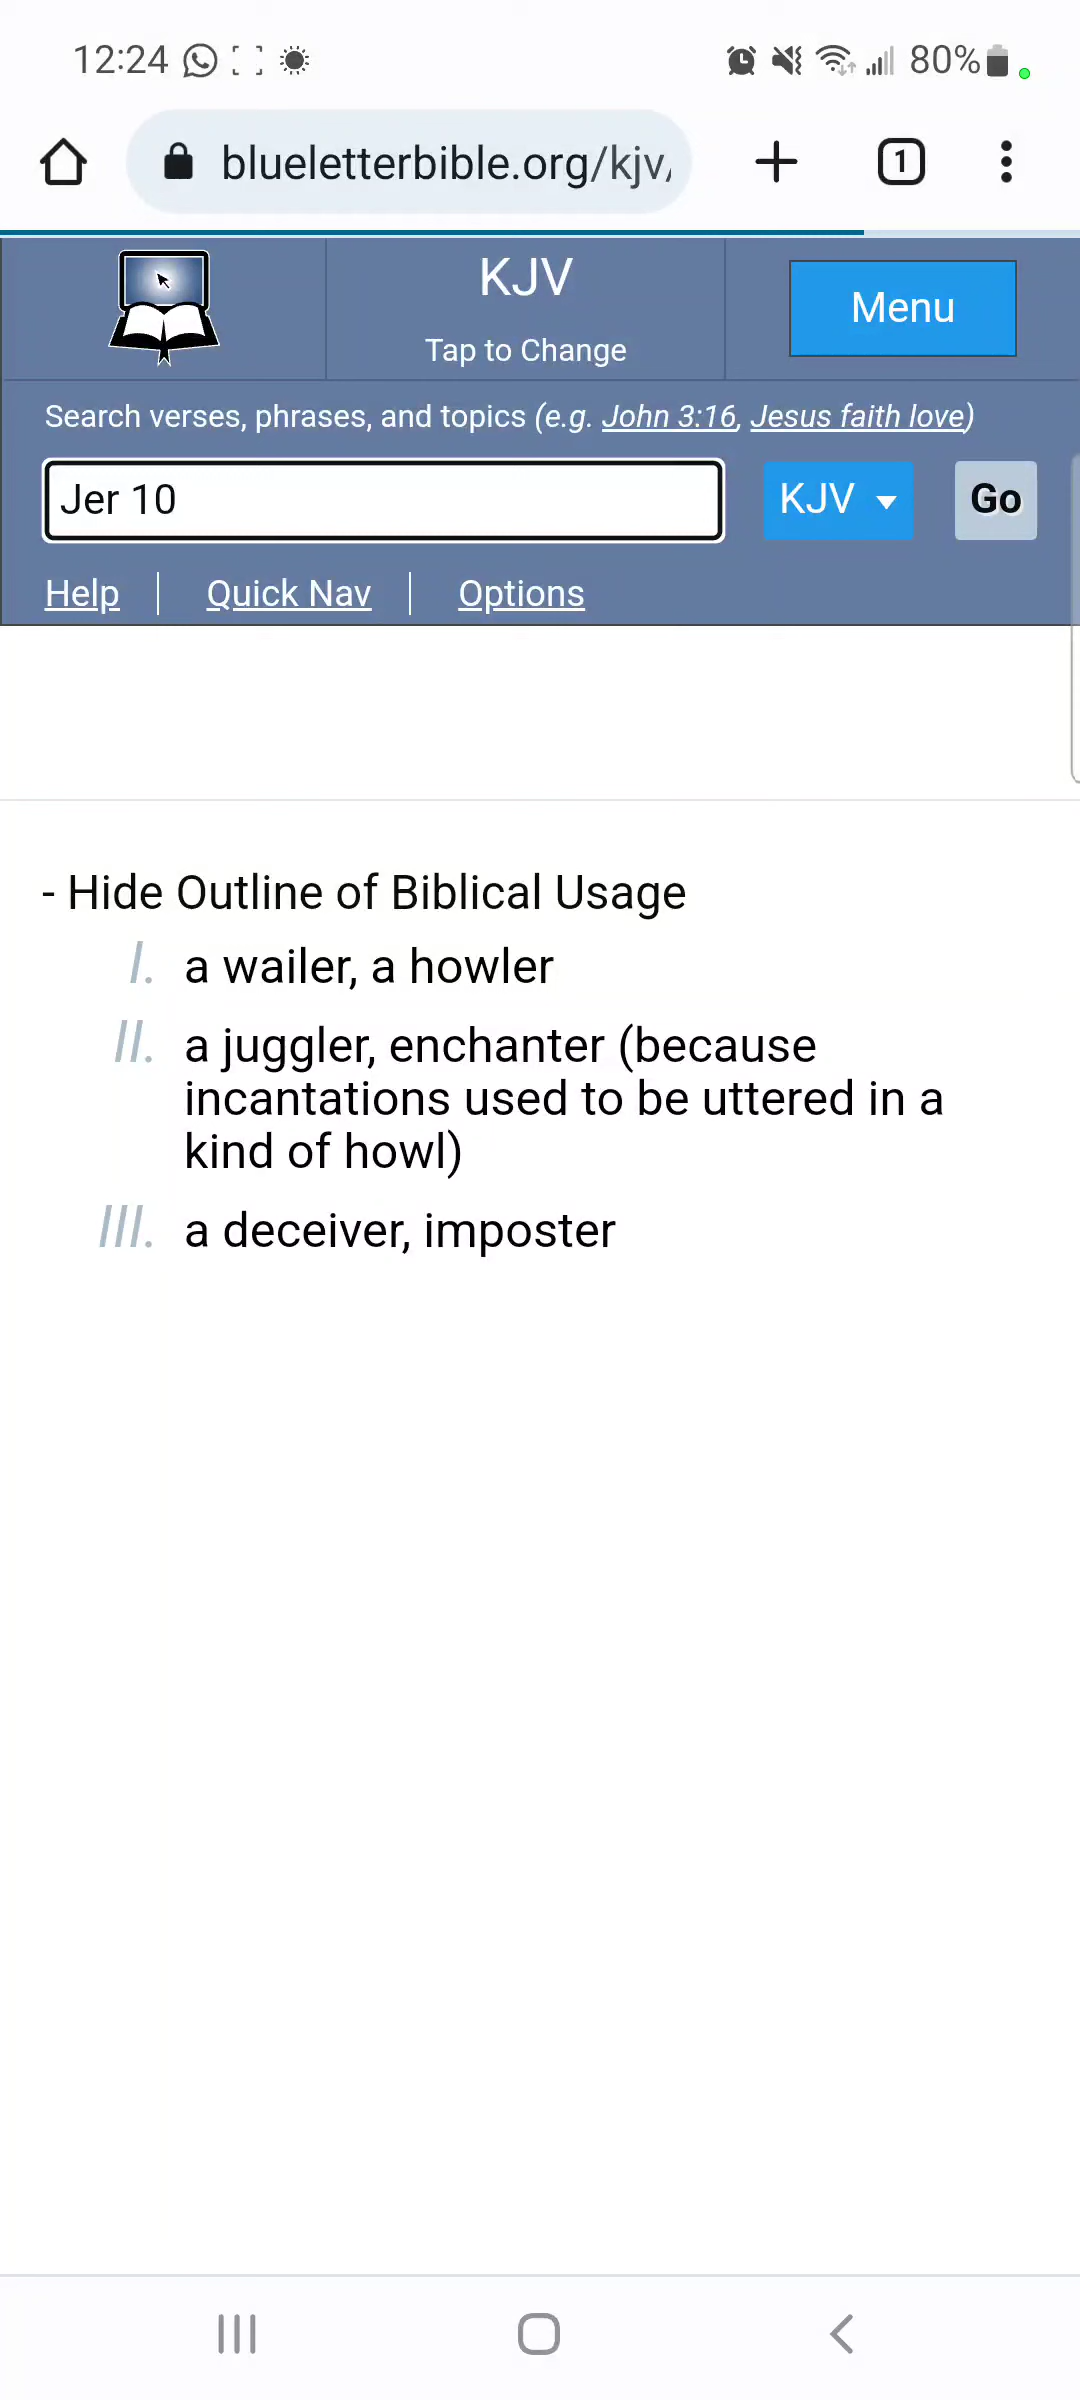 12:24 80%
blueletterbible.org/kjv/ 1
KJV
Tap to Change
Menu
Search verses, phrases, and topics (e.g. John 3:16, Jesus faith love)
Jer 10 KJV Go
Help Quick Nav Options
- Hide Outline of Biblical Usage
I. a wailer, a howler
II. a juggler, enchanter (because
incantations used to be uttered in a
kind of howl)
III. a deceiver, imposter